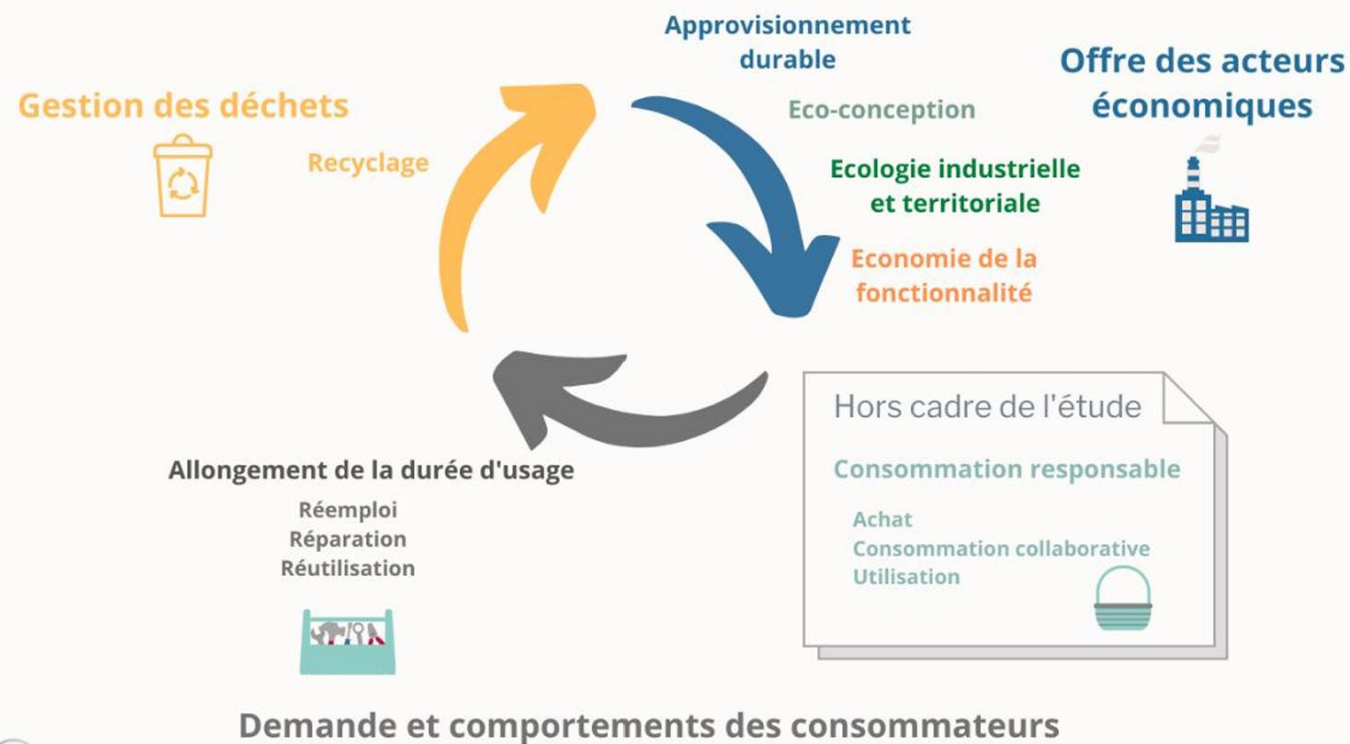 Approvisionnement
durable
Offre des acteurs
économiques
Gestion des déchets
Eco-conception
Recyclage
Ecologie industrielle
et territoriale
Economie de la
fonctionnalité
Hors cadre de l'étude
Consommation responsable
Achat
Consommation collaborative
Utilisation
Allongement de la durée d'usage
Réemploi
Réparation
Réutilisation
Demande et comportements des consommateurs